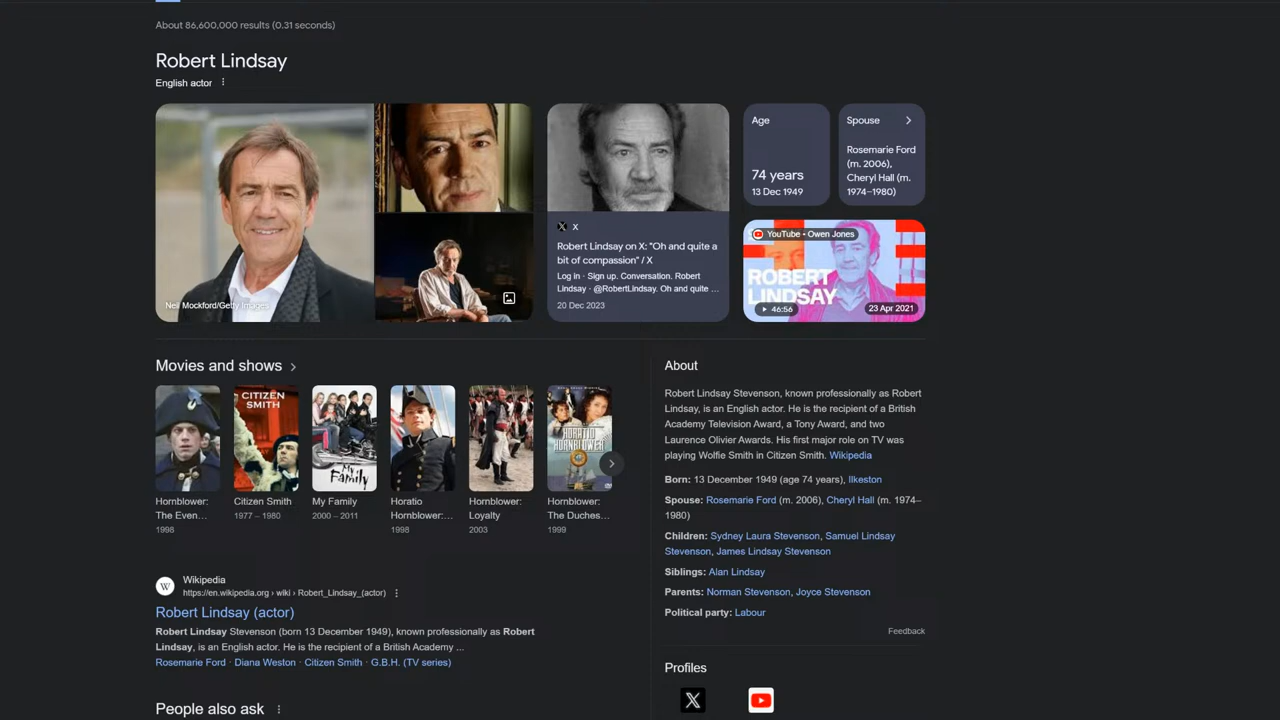 About 86,600,000 results (0.31 seconds)
Robert Lindsay
English actor
Neil Mockford/Getty Images
X
Robert Lindsay on X: "Oh and quite a
bit of compassion" / X
Log in · Sign up. Conversation. Robert
Lindsay · @RobertLindsay. Oh and quite ...
20 Dec 2023
Age
74 years
13 Dec 1949
Spouse
Rosemarie Ford
(m. 2006),
Cheryl Hall (m.
1974–1980)
YouTube • Owen Jones
ROBERT
LINDSAY
46:56
23 Apr 2021
Movies and shows
CITIZEN
SMITH
My
Family
HORATIO
HORNBLOWER
Hornblower:
The Even...
1998
Citizen Smith
1977 – 1980
My Family
2000 – 2011
Horatio
Hornblower:...
1998
Hornblower:
Loyalty
2003
Hornblower:
The Duches...
1999
Wikipedia
https://en.wikipedia.org › wiki › Robert_Lindsay_(actor)
Robert Lindsay (actor)
Robert Lindsay Stevenson (born 13 December 1949), known professionally as Robert
Lindsay, is an English actor. He is the recipient of a British Academy ...
Rosemarie Ford · Diana Weston · Citizen Smith · G.B.H. (TV series)
People also ask
About
Robert Lindsay Stevenson, known professionally as Robert
Lindsay, is an English actor. He is the recipient of a British
Academy Television Award, a Tony Award, and two
Laurence Olivier Awards. His first major role on TV was
playing Wolfie Smith in Citizen Smith. Wikipedia
Born: 13 December 1949 (age 74 years), Ilkeston
Spouse: Rosemarie Ford (m. 2006), Cheryl Hall (m. 1974–
1980)
Children: Sydney Laura Stevenson, Samuel Lindsay
Stevenson, James Lindsay Stevenson
Siblings: Alan Lindsay
Parents: Norman Stevenson, Joyce Stevenson
Political party: Labour
Feedback
Profiles